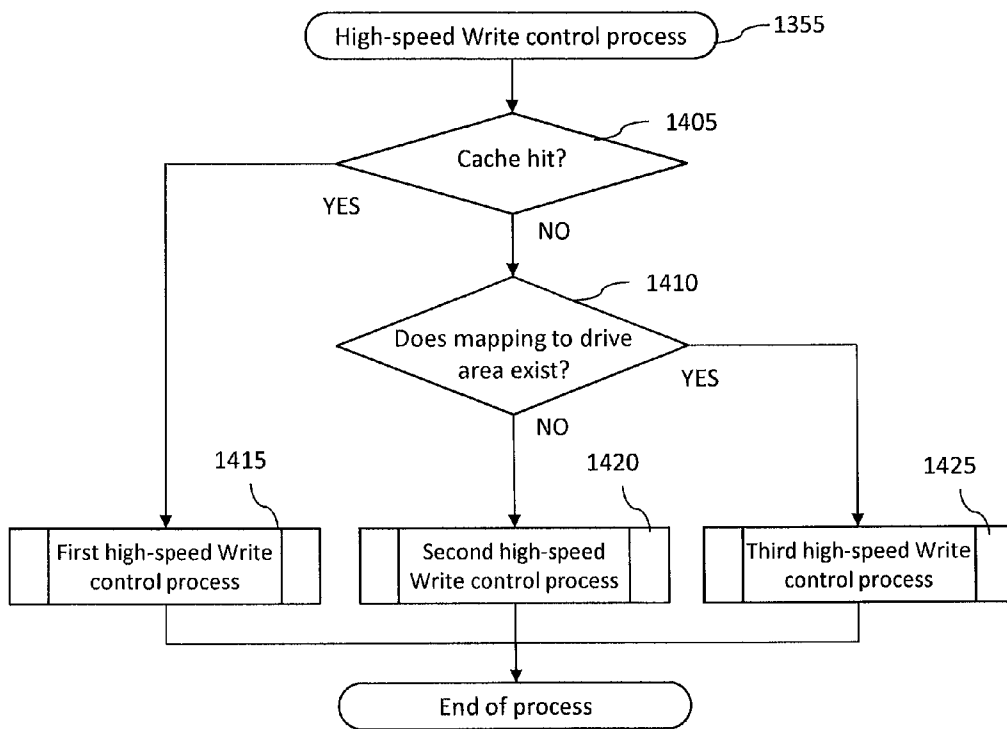 High-speed Write control process
1355
1405
Cache hit?
YES
NO
1410
Does mapping to drive
area exist?
YES
NO
1415
1420
1425
First high-speed Write
control process
Second high-speed
Write control process
Third high-speed Write
control process
End of process